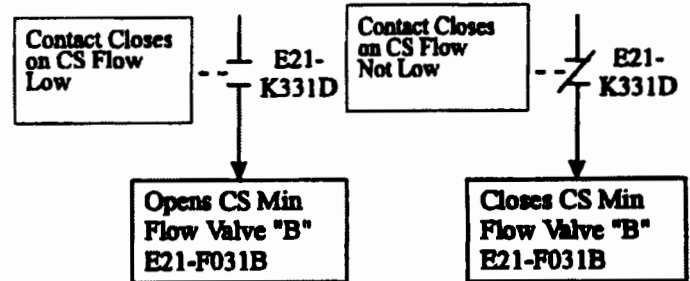 Contact Closes
on CS Flow
Low
E21-
K331D
Contact Closes
on CS Flow
Not Low
E21-
K331D
Opens CS Min
Flow Valve "B"
E21-F031B
Closes CS Min
Flow Valve "B"
E21-F031B